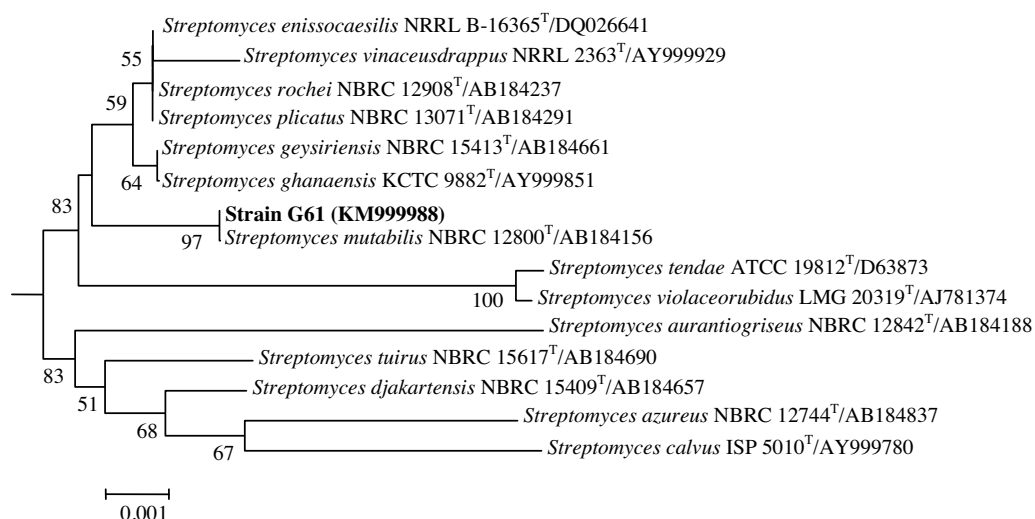 Streptomyces enissocaesilis NRRL B-16365T/DQ026641
55
Streptomyces vinaceusdrappus NRRL 2363T/AY999929
Streptomyces rochei NBRC 12908T/AB184237
59
Streptomyces plicatus NBRC 13071T/AB184291
Streptomyces geysiriensis NBRC 15413T/AB184661
64
Streptomyces ghanaensis KCTC 9882T/AY999851
83
Strain G61 (KM999988)
97
Streptomyces mutabilis NBRC 12800T/AB184156
Streptomyces tendae ATCC 19812T/D63873
100
Streptomyces violaceorubidus LMG 20319T/AJ781374
Streptomyces aurantiogriseus NBRC 12842T/AB184188
Streptomyces tuirus NBRC 15617T/AB184690
83
Streptomyces djakartensis NBRC 15409T/AB184657
51
Streptomyces azureus NBRC 12744T/AB184837
68
Streptomyces calvus ISP 5010T/AY999780
67
0.001